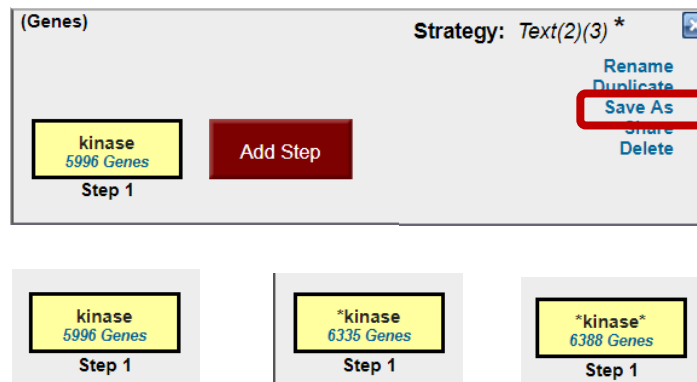 (Genes)
Strategy: Text(2)(3) *
Rename
Duplicate
Save As
Share
Delete
kinase
5996 Genes
Step 1
Add Step
kinase
5996 Genes
Step 1
*kinase
6335 Genes
Step 1
*kinase*
6388 Genes
Step 1